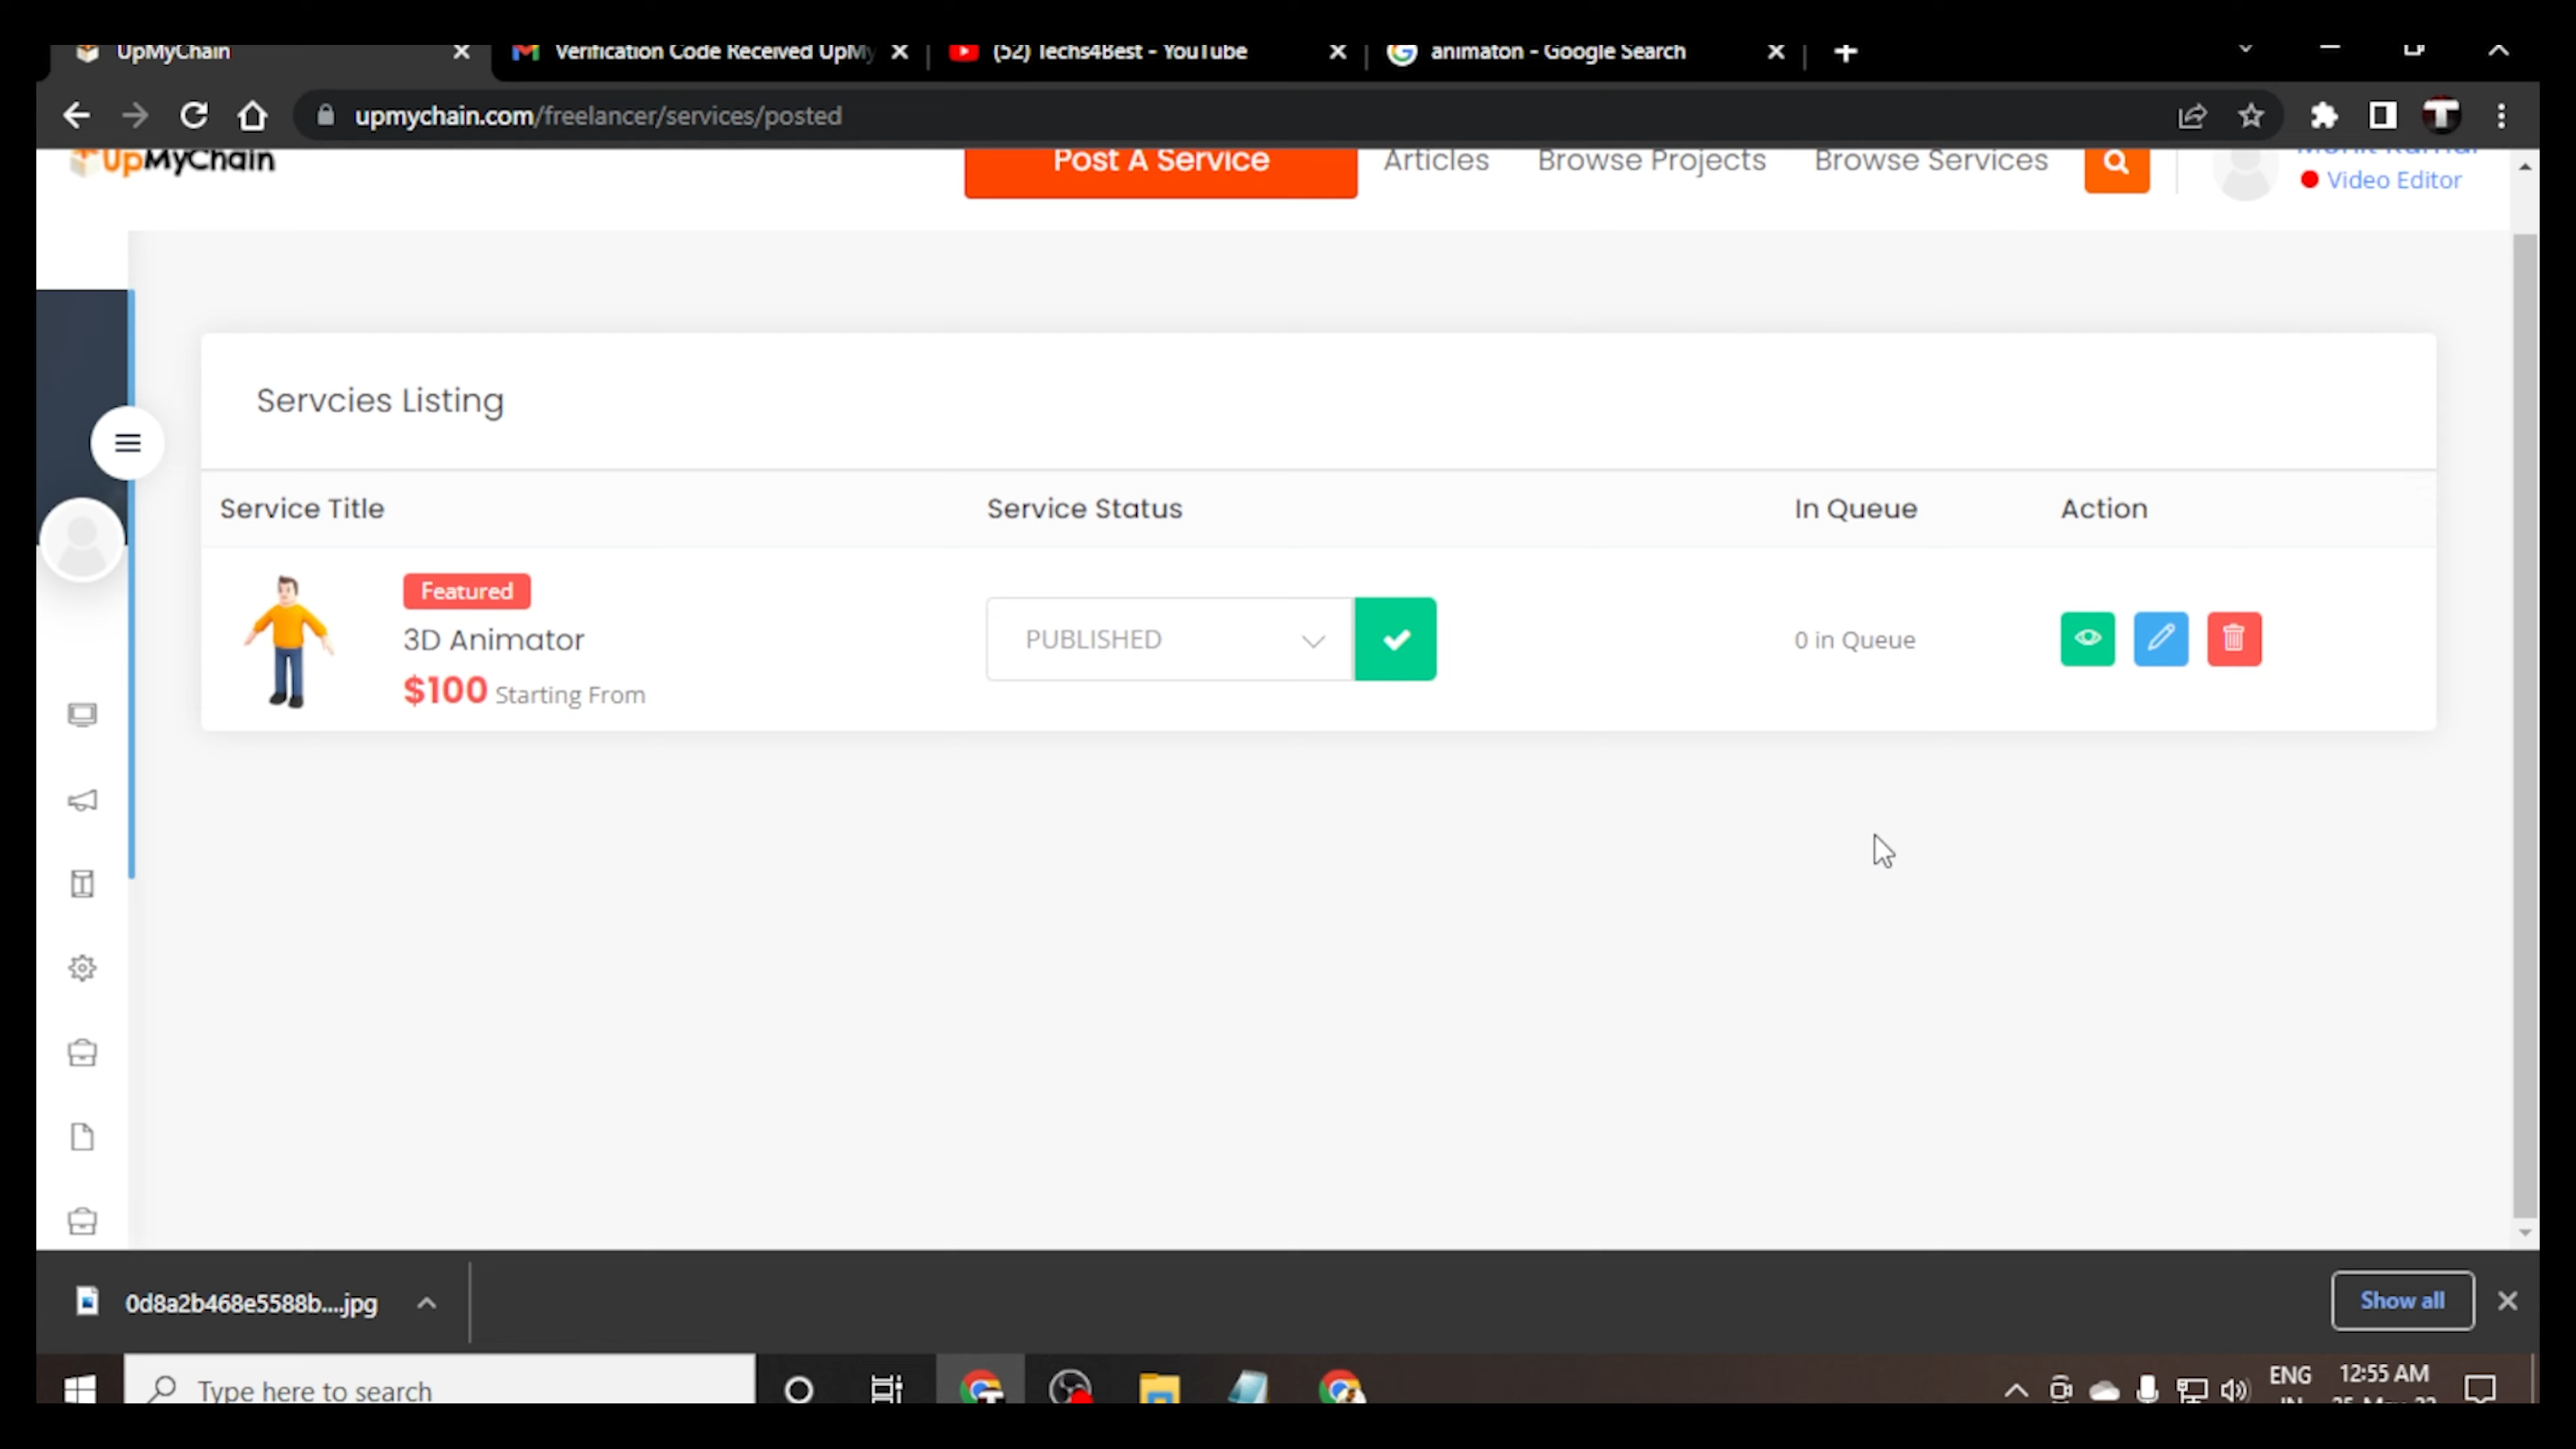 UpMyChain
Verification Code Received UpMy
(52) Techs4Best - YouTube
animaton - Google Search
upmychain.com/freelancer/services/posted
UpMyChain
Post A Service
Articles
Browse Projects
Browse Services
Video Editor
Servcies Listing
Service Title
Service Status
In Queue
Action
Featured
3D Animator
$100 Starting From
PUBLISHED
0 in Queue
0d8a2b468e5588b....jpg
Show all
Type here to search
ENG
12:55 AM